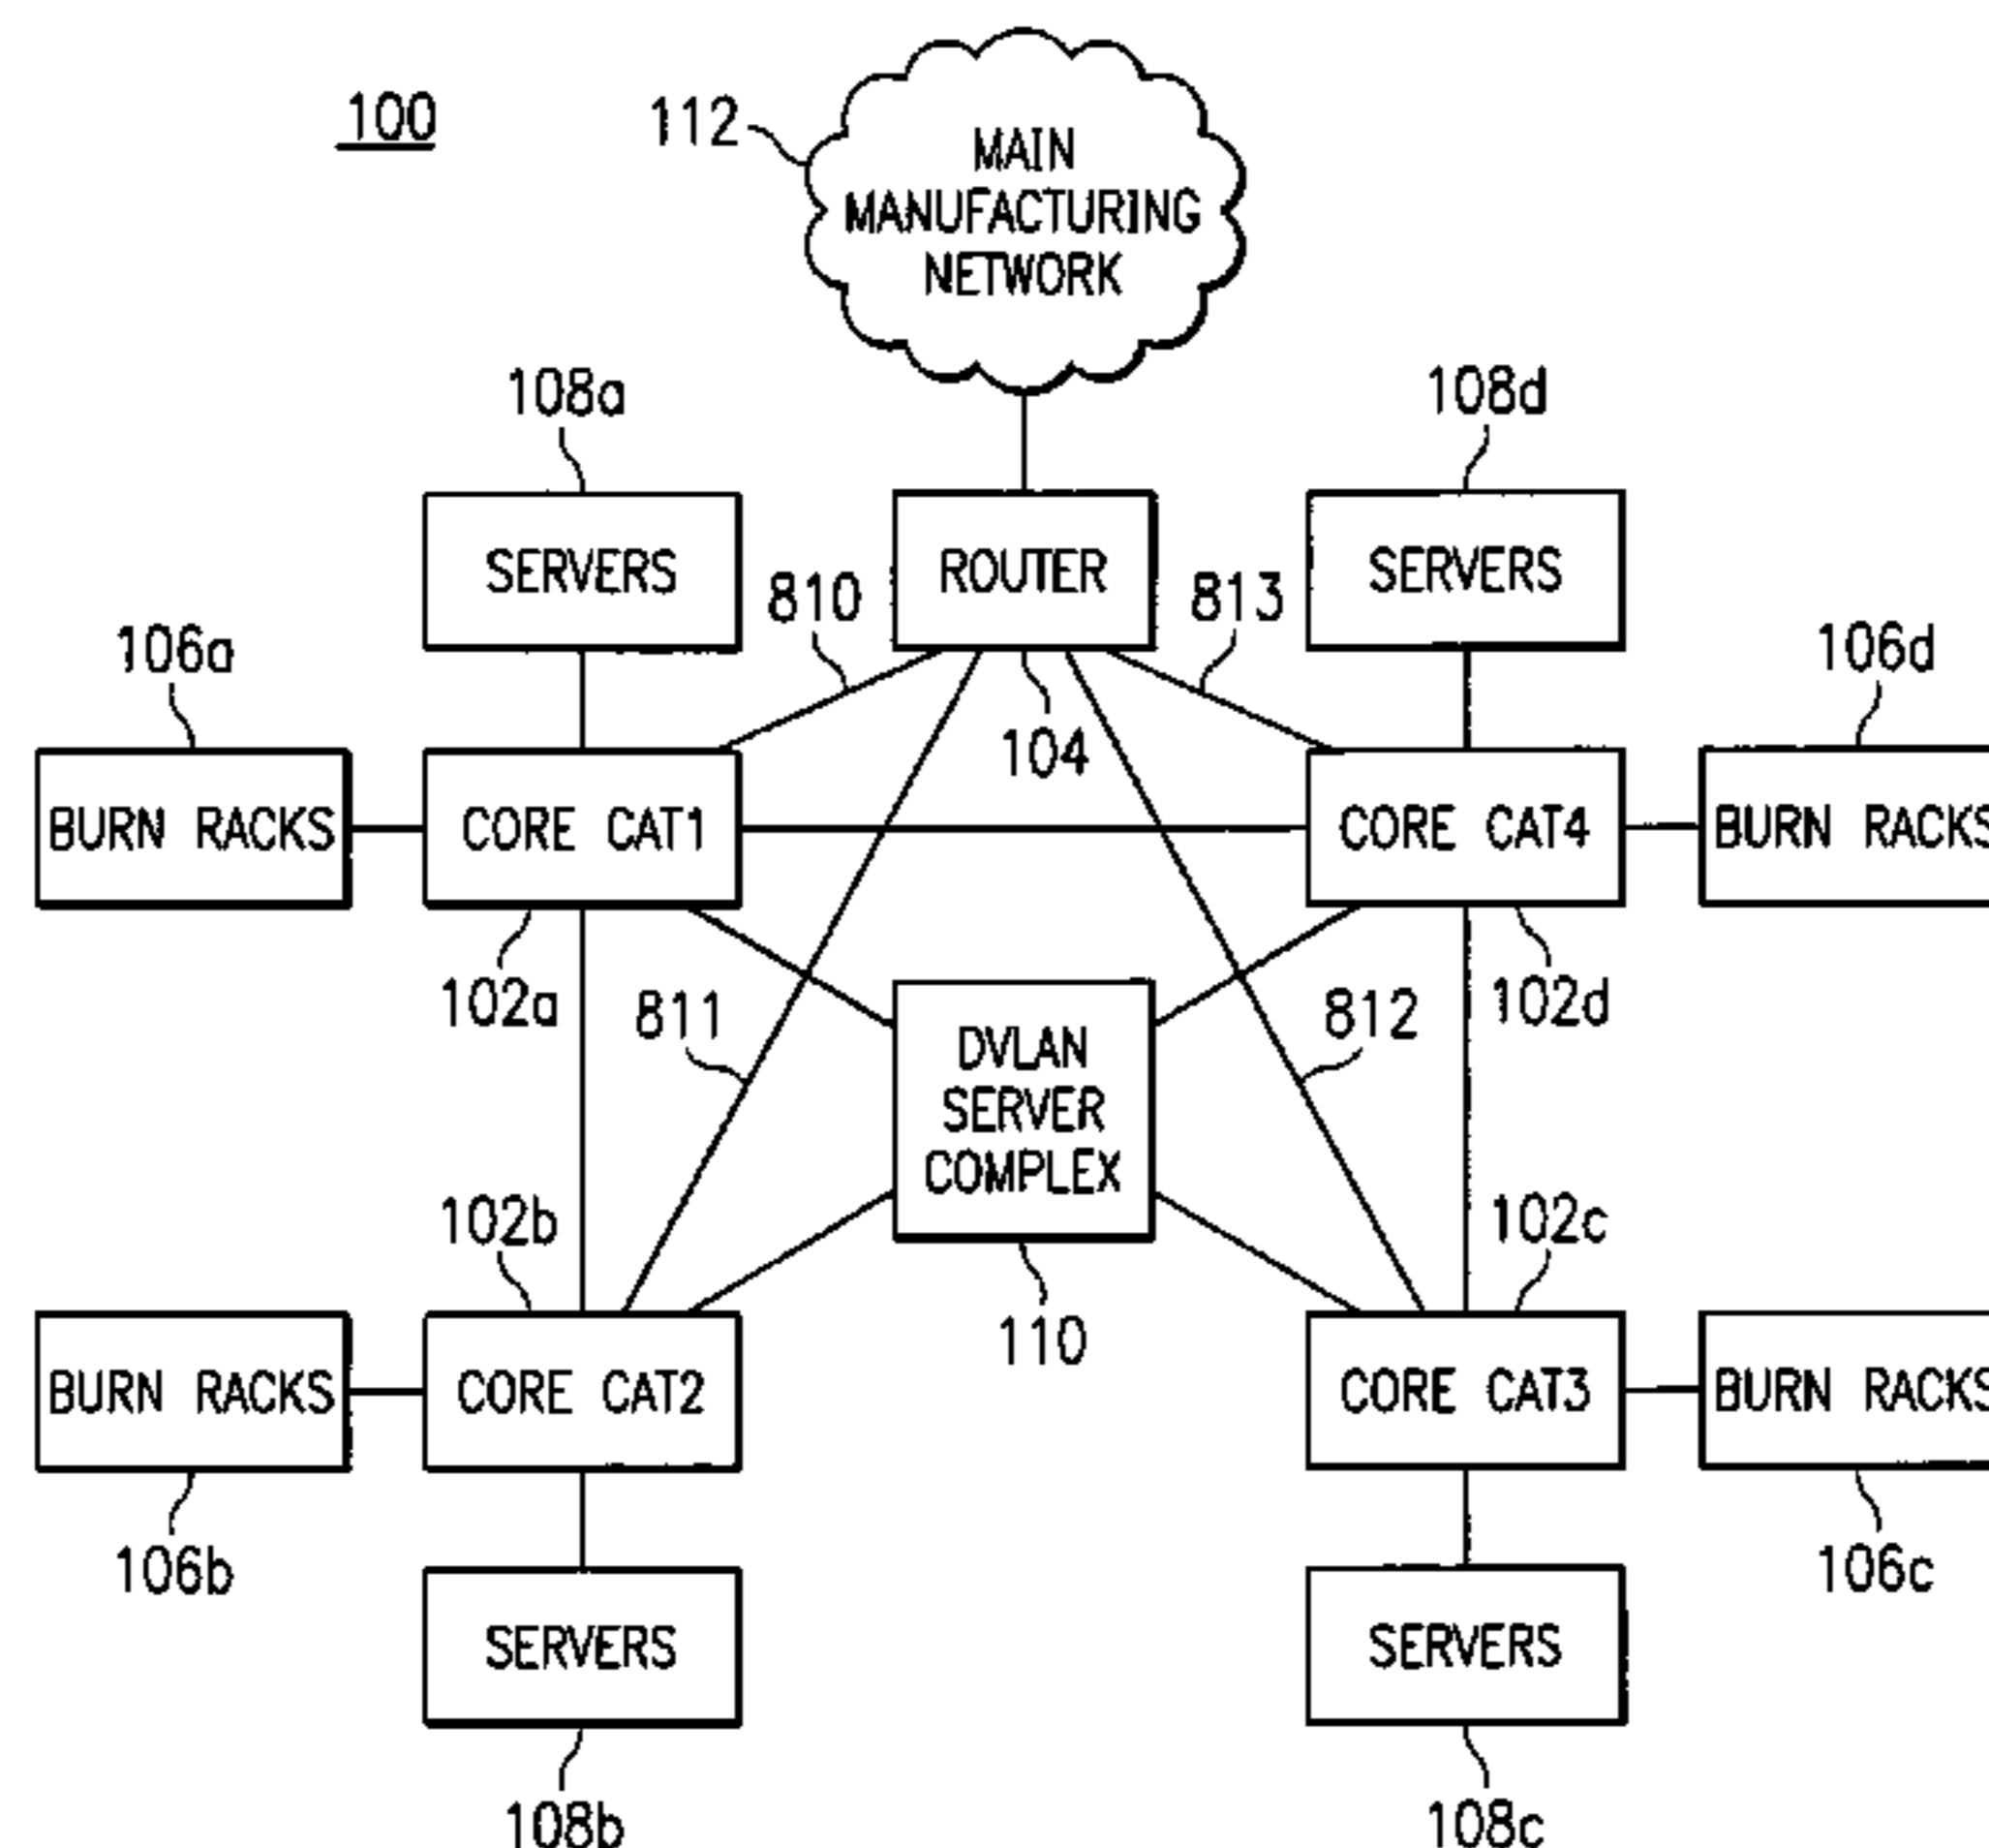 100
112
MAIN
MANUFACTURING
NETWORK
108a
108d
SERVERS
ROUTER
SERVERS
810
813
106a
106d
104
BURN RACKS
CORE CAT1
CORE CAT4
BURN RACKS
102a
811
812
102d
DVLAN
SERVER
COMPLEX
102b
102c
110
BURN RACKS
CORE CAT2
CORE CAT3
BURN RACKS
106b
106c
SERVERS
SERVERS
108b
108c